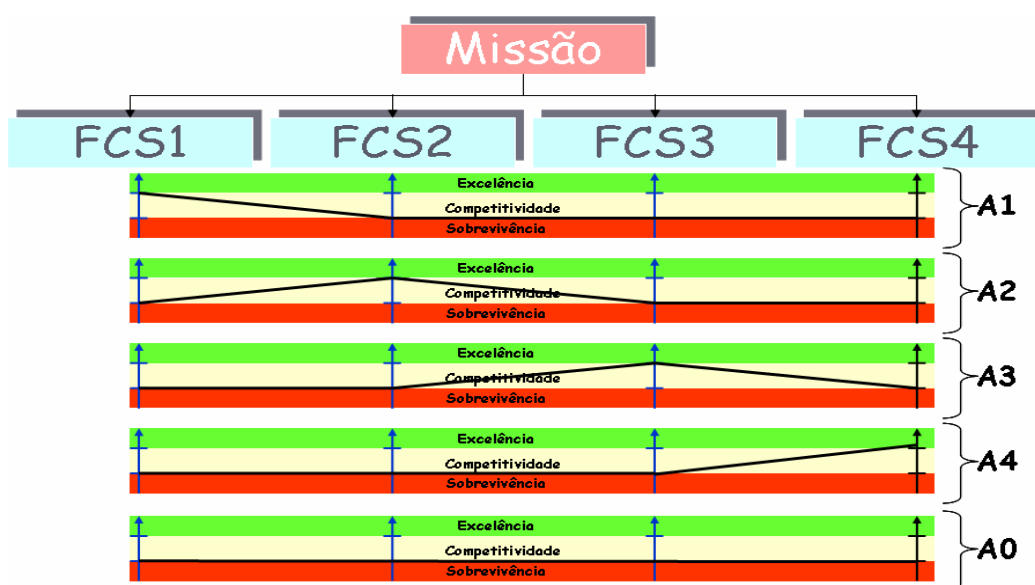 Missão
FCS1 FCS2 FCS3 FCS4
Excelência
Competitividade
Sobrevivência
A1
Excelência
Competitividade
Sobrevivência
A2
Excelência
Competitividade
Sobrevivência
A3
Excelência
Competitividade
Sobrevivência
A4
Excelência
Competitividade
Sobrevivência
A0